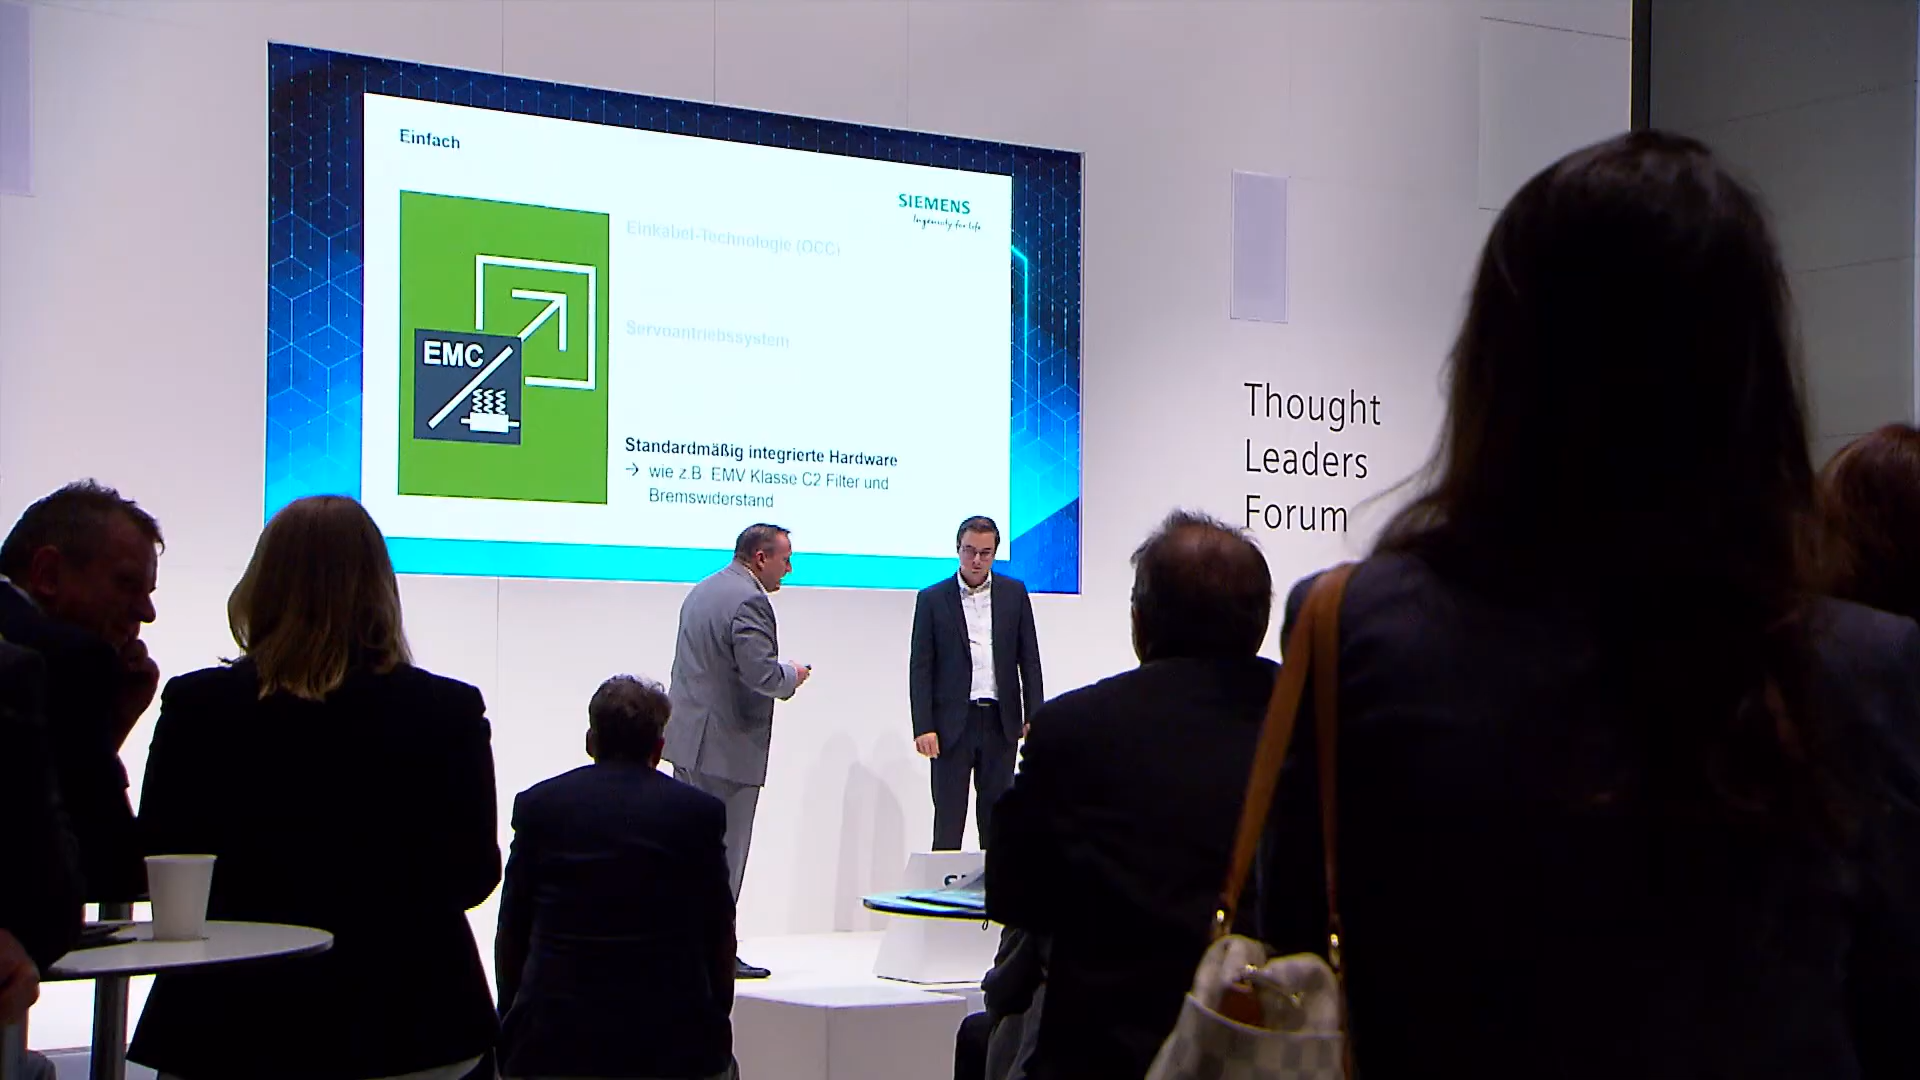 Einfach
SIEMENS
Ingenuity for life
Einkabel-Technologie (OCC)
Servoantriebssystem
EMC
Standardmäßig integrierte Hardware
→ wie z.B EMV Klasse C2 Filter und
Bremswiderstand
Thought
Leaders
Forum